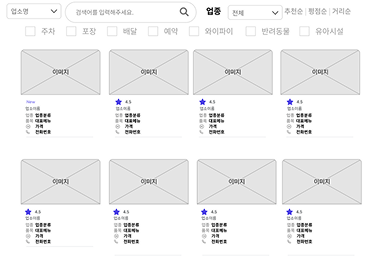 업소명 검색어를 입력해주세요. 업종 전체 추천순 | 평점순 | 거리순
주차 포장 배달 예약 와이파이 반려동물 유아시설
이미지 이미지 이미지 이미지
New 4.5 4.5 4.5
업소이름 업소이름 업소이름 업소이름
업종 업종분류 업종 업종분류 업종 업종분류 업종 업종분류
품목 대표메뉴 품목 대표메뉴 품목 대표메뉴 품목 대표메뉴
가격 가격 가격 가격
전화번호 전화번호 전화번호 전화번호
이미지 이미지 이미지 이미지
4.5 4.5 4.5 4.5
업소이름 업소이름 업소이름 업소이름
업종 업종분류 업종 업종분류 업종 업종분류 업종 업종분류
품목 대표메뉴 품목 대표메뉴 품목 대표메뉴 품목 대표메뉴
가격 가격 가격 가격
전화번호 전화번호 전화번호 전화번호